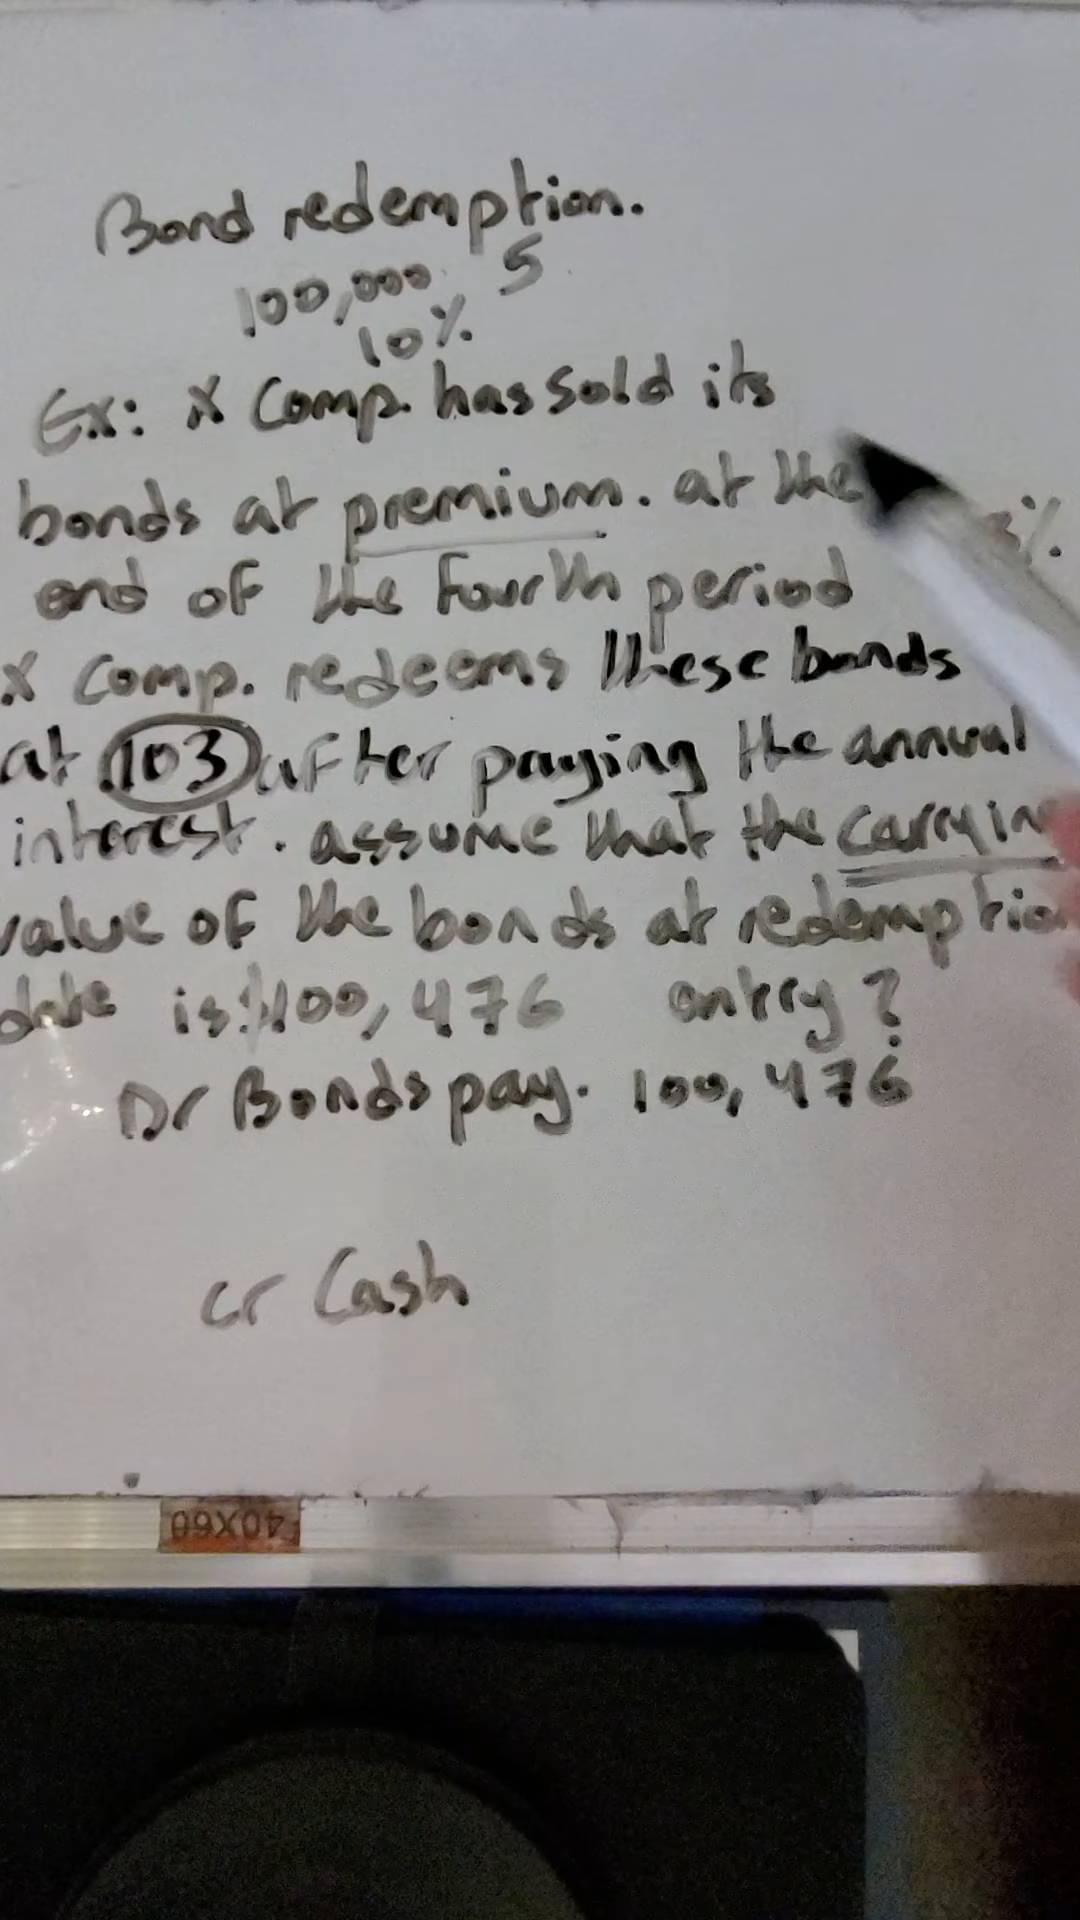 Bond redemption.
100,000 5
10%
Ex: X Comp. has sold its
bonds at premium. at the
3%
end of the fourth period
X Comp. redeems these bonds
at 103 after paying the annual
interest. assume that the carryin
value of the bonds at redemption
date is $100,476 entry?
Dr Bonds pay. 100,476
cr Cash
40X60